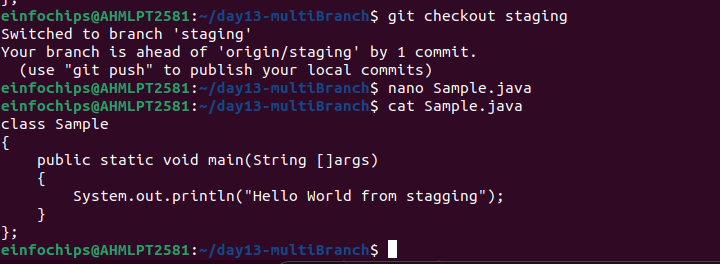 };
einfochips@AHMLPT2581:~/day13-multiBranch$ git checkout staging
Switched to branch 'staging'
Your branch is ahead of 'origin/staging' by 1 commit.
  (use "git push" to publish your local commits)
einfochips@AHMLPT2581:~/day13-multiBranch$ nano Sample.java
einfochips@AHMLPT2581:~/day13-multiBranch$ cat Sample.java
class Sample
{
    public static void main(String []args)
    {
        System.out.println("Hello World from stagging");
    }
};
einfochips@AHMLPT2581:~/day13-multiBranch$